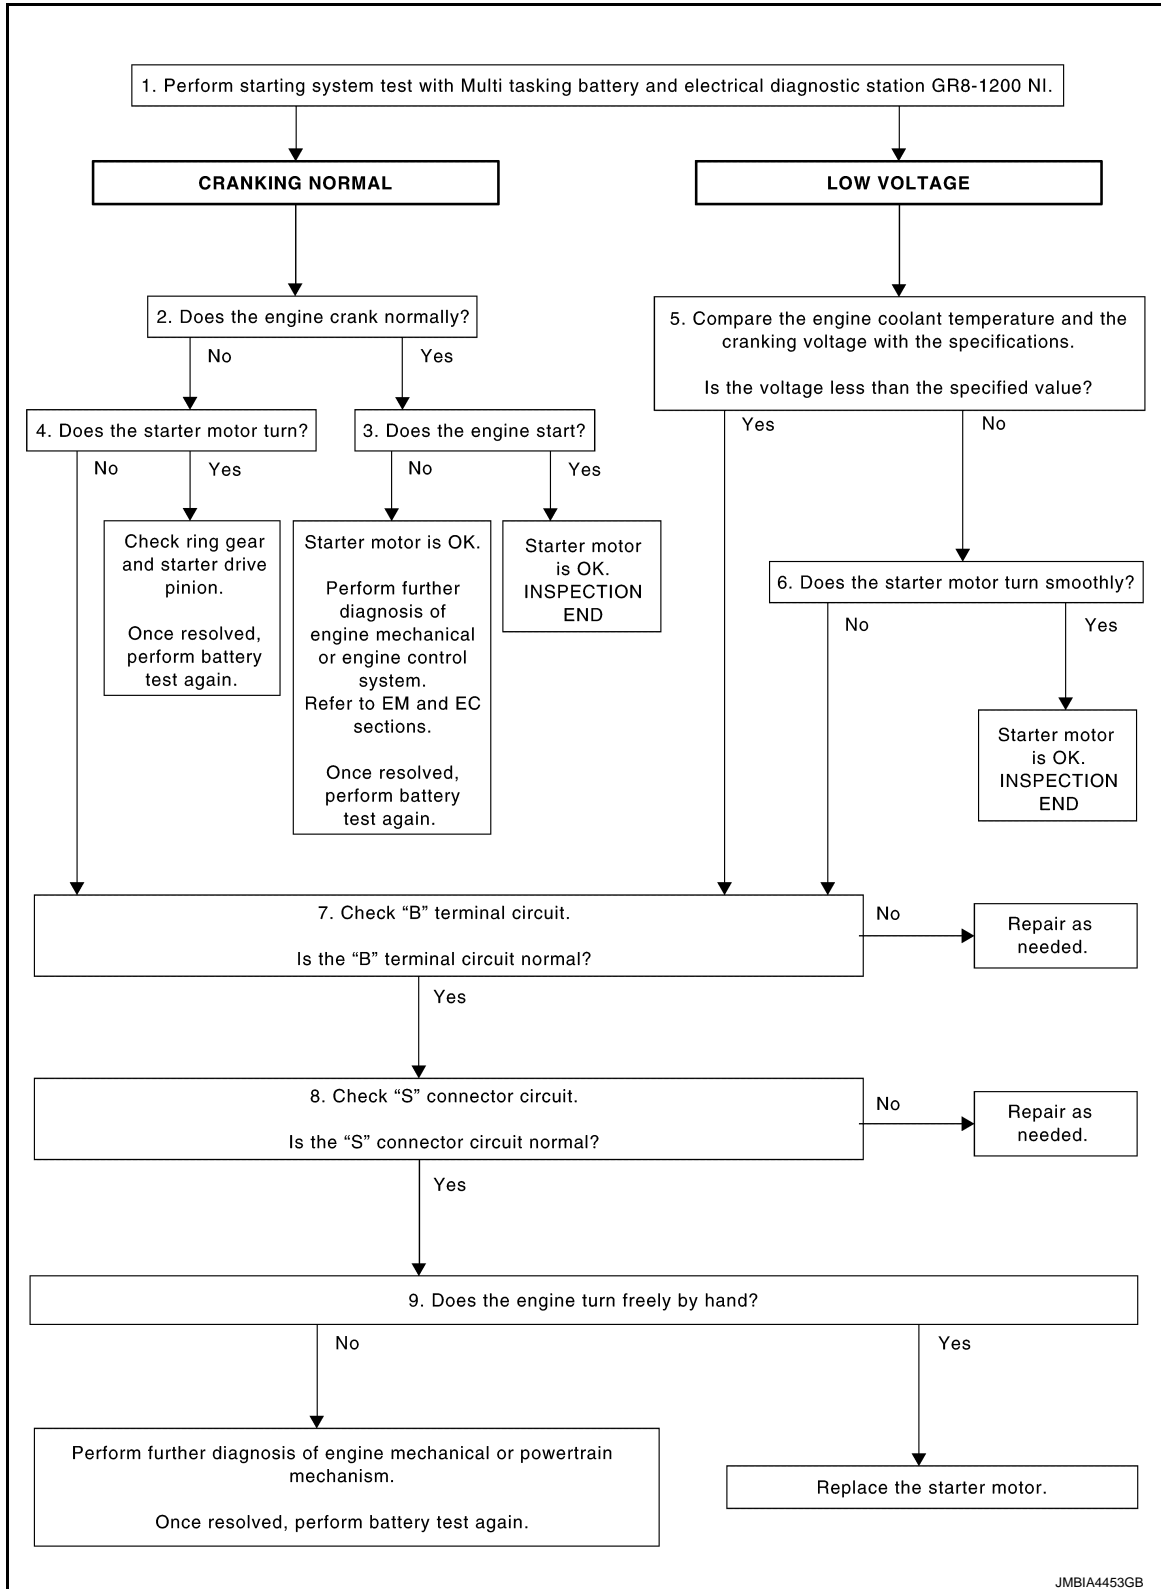 1. Perform starting system test with Multi tasking battery and electrical diagnostic station GR8-1200 NI.
CRANKING NORMAL
LOW VOLTAGE
2. Does the engine crank normally?
No
Yes
4. Does the starter motor turn?
3. Does the engine start?
No
Yes
No
Yes
Check ring gear
and starter drive
pinion.
Once resolved,
perform battery
test again.
Starter motor is OK.
Perform further
diagnosis of
engine mechanical
or engine control
system.
Refer to EM and EC
sections.
Once resolved,
perform battery
test again.
Starter motor
is OK.
INSPECTION
END
5. Compare the engine coolant temperature and the
cranking voltage with the specifications.
Is the voltage less than the specified value?
Yes
No
6. Does the starter motor turn smoothly?
No
Yes
Starter motor
is OK.
INSPECTION
END
7. Check “B” terminal circuit.
Is the “B” terminal circuit normal?
No
Repair as
needed.
Yes
8. Check “S” connector circuit.
Is the “S” connector circuit normal?
No
Repair as
needed.
Yes
9. Does the engine turn freely by hand?
No
Yes
Perform further diagnosis of engine mechanical or powertrain
mechanism.
Once resolved, perform battery test again.
Replace the starter motor.
JMBIA4453GB